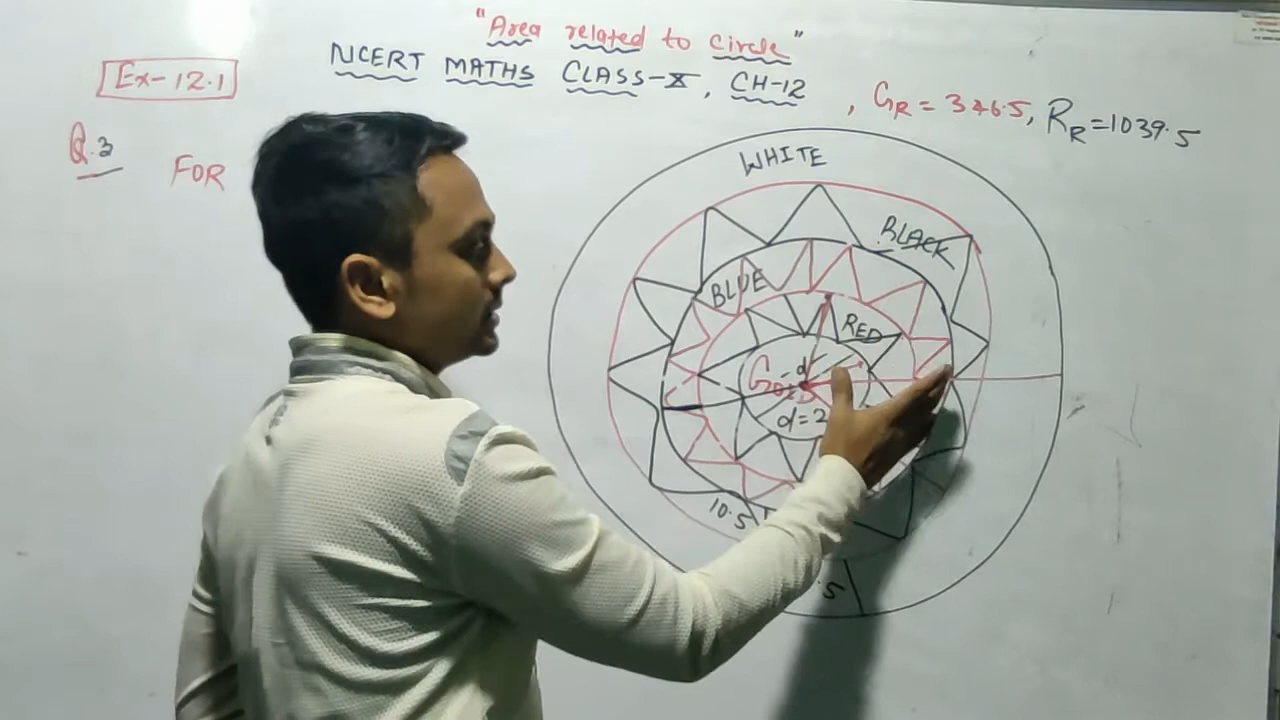 "Area related to circle"
NCERT MATHS CLASS-X, CH-12
Ex-12.1
, GR = 346.5, RR=1039.5
Q.3
FOR
WHITE
BLACK
BLUE
RED
d
d=2
10.5